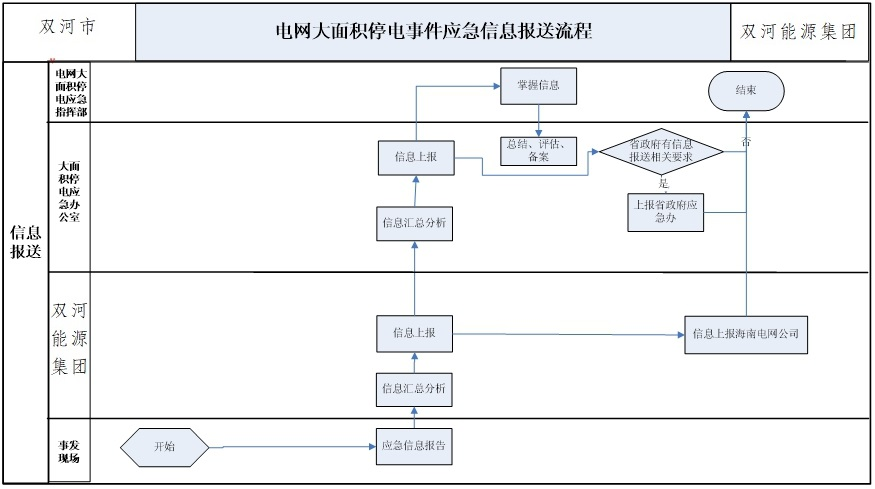 双河市
电网大面积停电事件应急信息报送流程
双河能源集团
信息
报送
电网大
面积停
电应急
指挥部
掌握信息
结束
大面
积停
电应
急办
公室
信息上报
总结、评估、
备案
省政府有信息
报送相关要求
否
是
上报省政府应
急办
信息汇总分析
双河
能源
集团
信息上报
信息上报海南电网公司
信息汇总分析
事发
现场
开始
应急信息报告